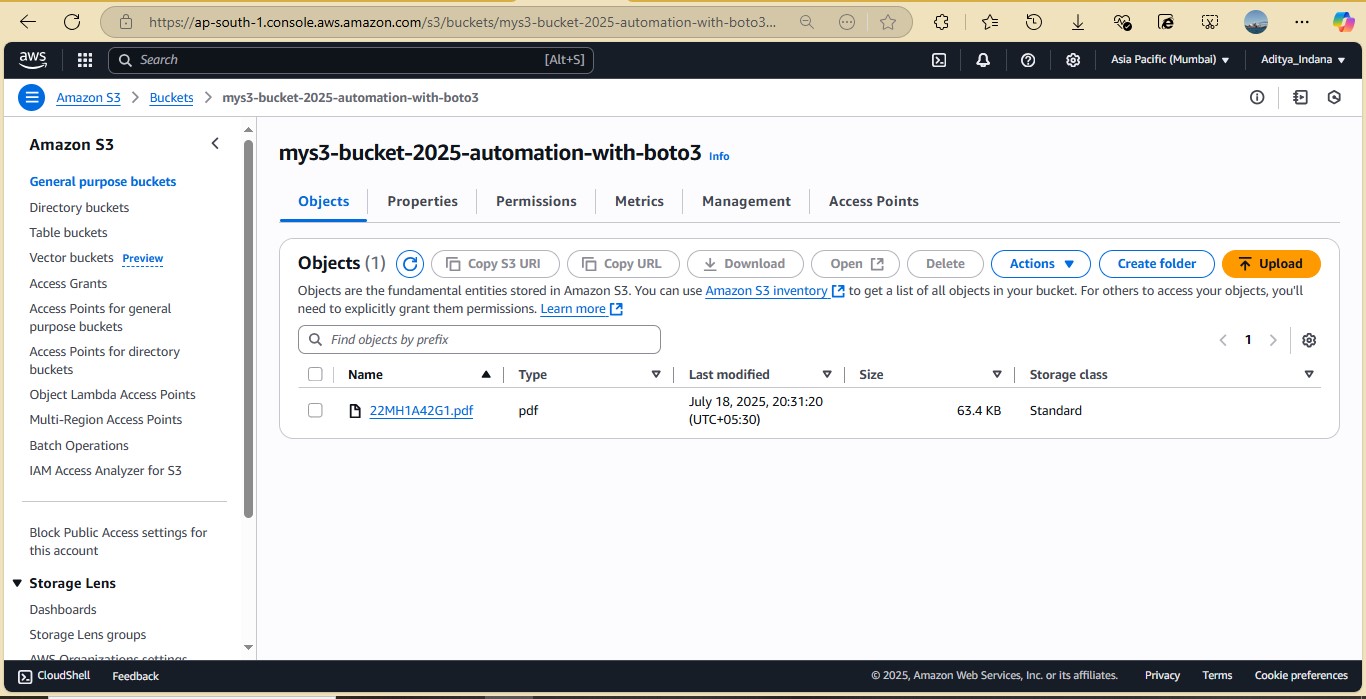 https://ap-south-1.console.aws.amazon.com/s3/buckets/mys3-bucket-2025-automation-with-boto3...
aws
Search [Alt+S]
Asia Pacific (Mumbai)
Aditya_Indana
Amazon S3
Buckets
mys3-bucket-2025-automation-with-boto3
Amazon S3
General purpose buckets
Directory buckets
Table buckets
Vector buckets Preview
Access Grants
Access Points for general
purpose buckets
Access Points for directory
buckets
Object Lambda Access Points
Multi-Region Access Points
Batch Operations
IAM Access Analyzer for S3
Block Public Access settings for
this account
Storage Lens
Dashboards
Storage Lens groups
AWS Organizations settings
mys3-bucket-2025-automation-with-boto3 Info
Objects Properties Permissions Metrics Management Access Points
Objects (1) Copy S3 URI Copy URL Download Open Delete Actions Create folder Upload
Objects are the fundamental entities stored in Amazon S3. You can use Amazon S3 inventory to get a list of all objects in your bucket. For others to access your objects, you'll
need to explicitly grant them permissions. Learn more
Find objects by prefix
1
Name Type Last modified Size Storage class
22MH1A42G1.pdf pdf July 18, 2025, 20:31:20 63.4 KB Standard
(UTC+05:30)
CloudShell Feedback © 2025, Amazon Web Services, Inc. or its affiliates. Privacy Terms Cookie preferences